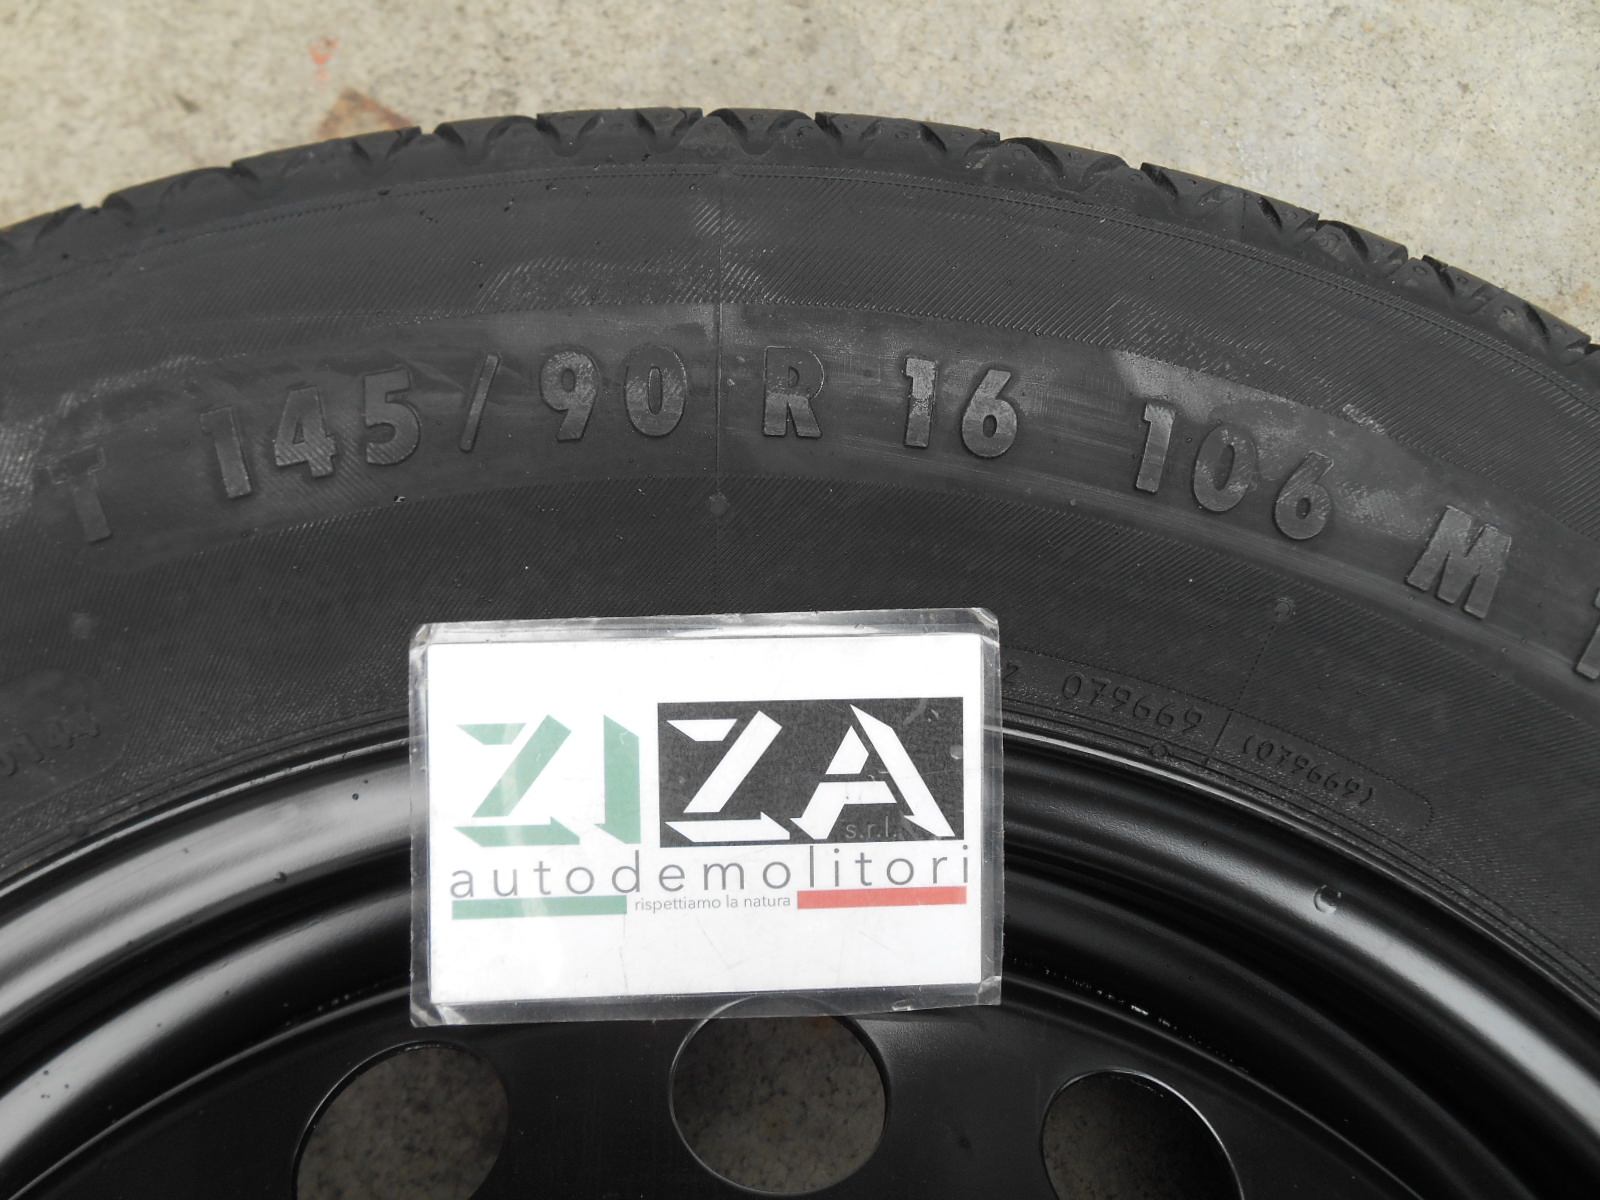 T 145/90 R 16 106 M
Z 079669 (079669)
ZIZA
s.r.l.
autodemolitori
rispettiamo la natura